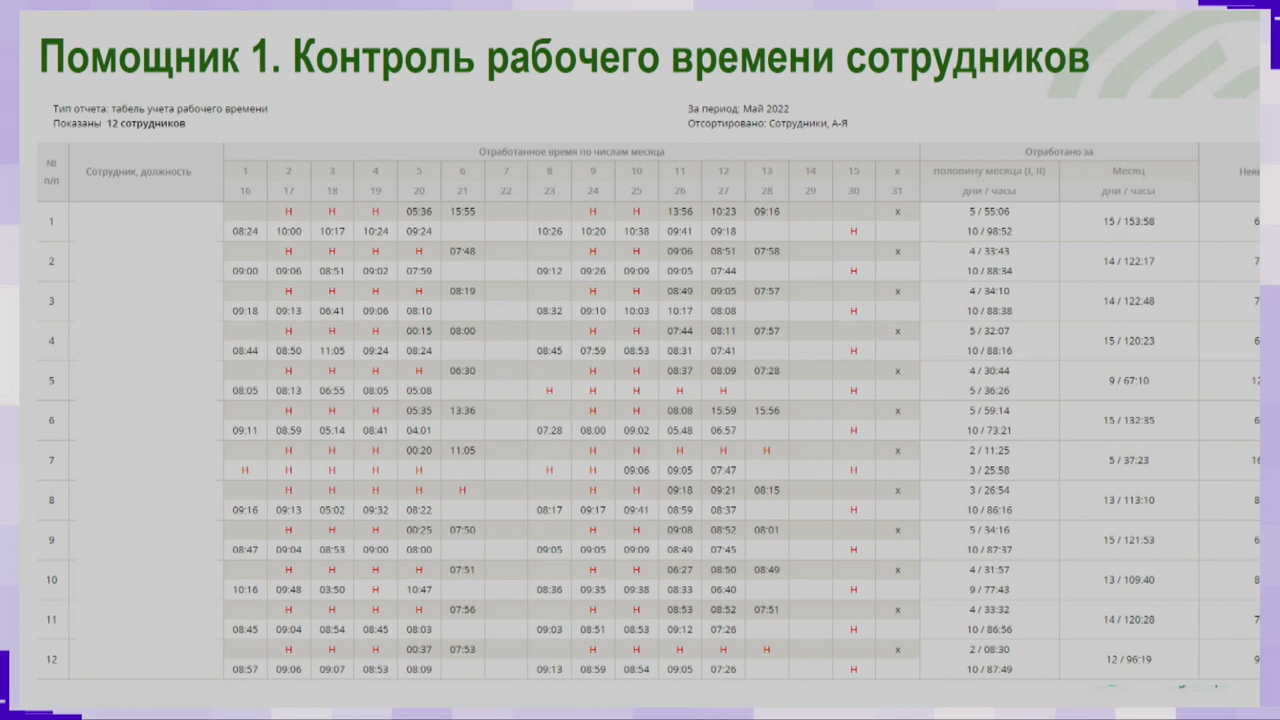 Помощник 1. Контроль рабочего времени сотрудников
Тип отчета: табель учета рабочего времени За период: Май 2022
Показаны 12 сотрудников Отсортировано: Сотрудники, А-Я
№ п/п Сотрудник, должность Отработанное время по числам месяца Отработано за
1 2 3 4 5 6 7 8 9 10 11 12 13 14 15 х половину месяца (I, II) Месяц
16 17 18 19 20 21 22 23 24 25 26 27 28 29 30 31 дни / часы дни / часы
Н Н Н 05:36 15:55 Н Н 13:56 10:23 09:16 х 5 / 55:06
1 15 / 153:58 6
08:24 10:00 10:17 10:24 09:24 10:26 10:20 10:38 09:41 09:18 Н 10 / 98:52
Н Н Н Н 07:48 Н Н 09:06 08:51 07:58 х 4 / 33:43
2 14 / 122:17 7
09:00 09:06 08:51 09:02 07:59 09:12 09:26 09:09 09:05 07:44 Н 10 / 88:34
Н Н Н Н 08:19 Н Н 08:49 09:05 07:57 х 4 / 34:10
3 14 / 122:48 7
09:18 09:13 06:41 09:06 08:10 08:32 09:10 10:03 10:17 08:08 Н 10 / 88:38
Н Н Н 00:15 08:00 Н Н 07:44 08:11 07:57 х 5 / 32:07
4 15 / 120:23 6
08:44 08:50 11:05 09:24 08:24 08:45 07:59 08:53 08:31 07:41 Н 10 / 88:16
Н Н Н Н 06:30 Н Н 08:37 08:09 07:28 х 4 / 30:44
5 9 / 67:10 12
08:05 08:13 06:55 08:05 05:08 Н Н Н Н Н Н 5 / 36:26
Н Н Н 05:35 13:36 Н Н 08:08 15:59 15:56 х 5 / 59:14
6 15 / 132:35 6
09:11 08:59 05:14 08:41 04:01 07:28 08:00 09:02 05:48 06:57 Н 10 / 73:21
Н Н Н 00:20 11:05 Н Н Н Н Н х 2 / 11:25
7 5 / 37:23 16
Н Н Н Н Н Н Н 09:06 09:05 07:47 Н 3 / 25:58
Н Н Н Н Н Н Н 09:18 09:21 08:15 х 3 / 26:54
8 13 / 113:10 8
09:16 09:13 05:02 09:32 08:22 08:17 09:17 09:41 08:59 08:37 Н 10 / 86:16
Н Н Н 00:25 07:50 Н Н 09:08 08:52 08:01 х 5 / 34:16
9 15 / 121:53 6
08:47 09:04 08:53 09:00 08:00 09:05 09:05 09:09 08:49 07:45 Н 10 / 87:37
Н Н Н Н 07:51 Н Н 06:27 08:50 08:49 х 4 / 31:57
10 13 / 109:40 8
10:16 09:48 03:50 Н 10:47 08:36 09:35 09:38 08:33 06:40 Н 9 / 77:43
Н Н Н Н 07:56 Н Н 08:53 08:52 07:51 х 4 / 33:32
11 14 / 120:28 7
08:45 09:04 08:54 08:45 08:03 09:03 08:51 08:53 09:12 07:26 Н 10 / 86:56
Н Н Н 00:37 07:53 Н Н Н Н Н х 2 / 08:30
12 12 / 96:19 9
08:57 09:06 09:07 08:53 08:09 09:13 08:59 08:54 09:05 07:26 Н 10 / 87:49